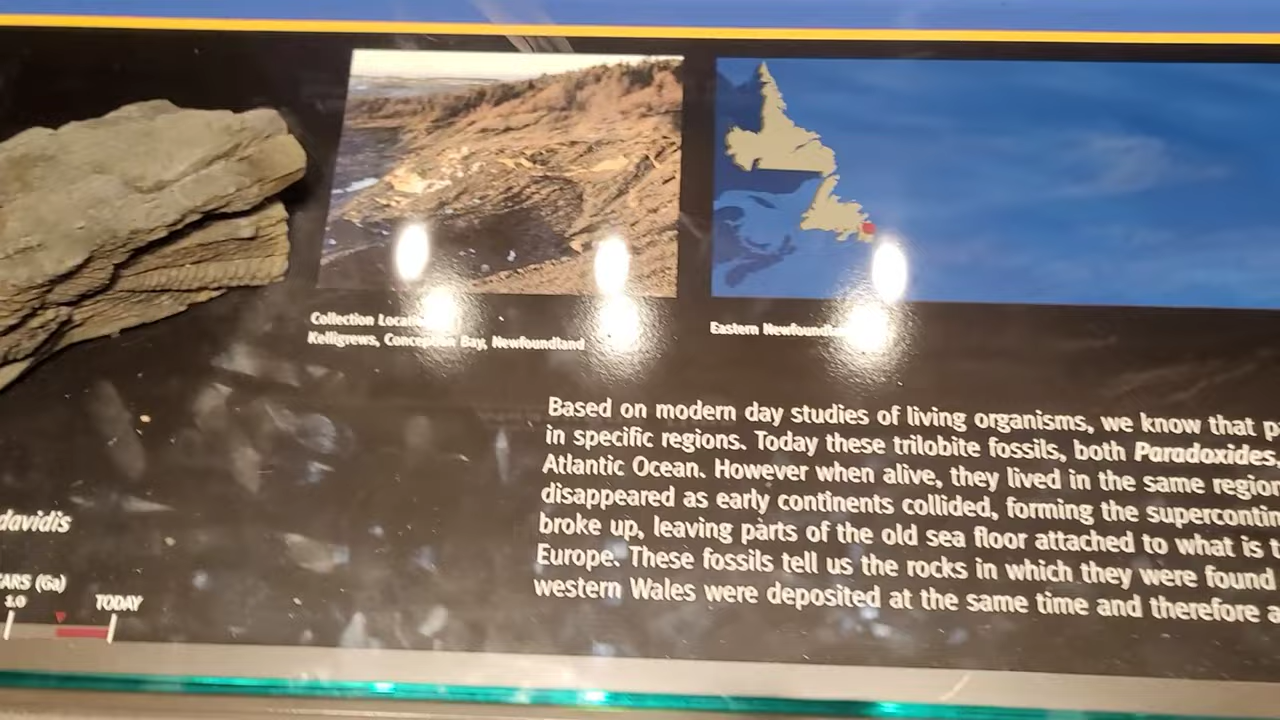 Collection
Kelligrews, Conception Bay, Newfoundland
Eastern
Based on modern day studies of living organisms, we know that
in specific regions. Today these trilobite fossils, both Paradoxides,
Atlantic Ocean. However when alive, they lived in the same region
disappeared as early continents collided, forming the
broke up, leaving parts of the old sea floor attached to what is
Europe. These fossils tell us the rocks in which they were found
western Wales were deposited at the same time and therefore
davidis
(Ga)
1.0 TODAY